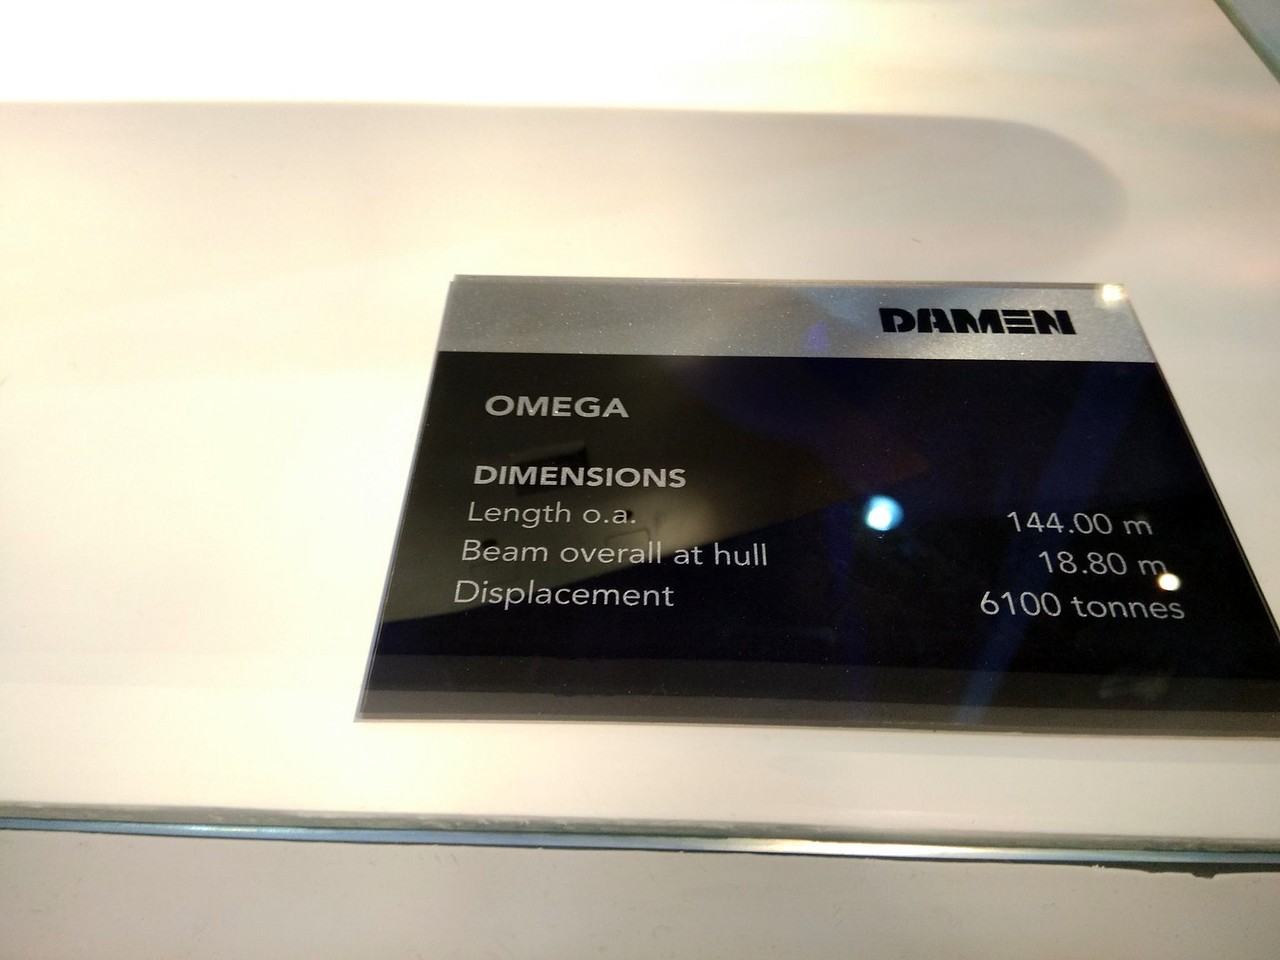 DAMEN
OMEGA
DIMENSIONS
Length o.a. 144.00 m
Beam overall at hull 18.80 m
Displacement 6100 tonnes